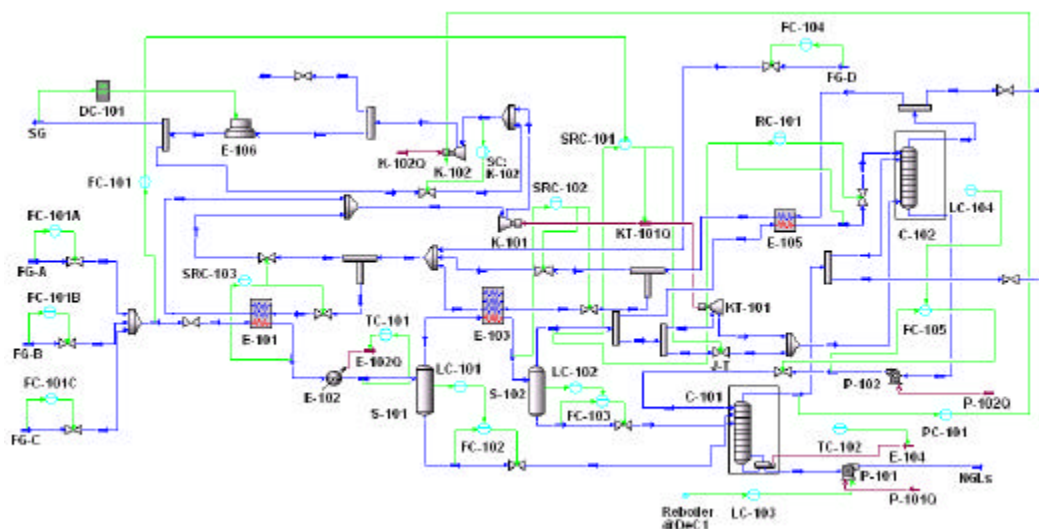 FC-104
FG-D
DC-101
SG
E-106
K-102Q
K-102
SC:
K-102
SRC-101
RC-101
FC-101
SRC-102
LC-104
FC-101A
FG-A
K-101
KT-101Q
E-105
C-102
SRC-103
FC-101B
KT-101
FG-B
E-101
TC-101
E-103
FC-105
E-102Q
J-T
FC-101C
E-102
LC-101
S-101
S-102
LC-102
P-102
C-101
P-102Q
FG-C
FC-103
PC-101
FC-102
TC-102
E-104
P-101
NGLs
P-101Q
Reboiler
@DeC1
LC-103